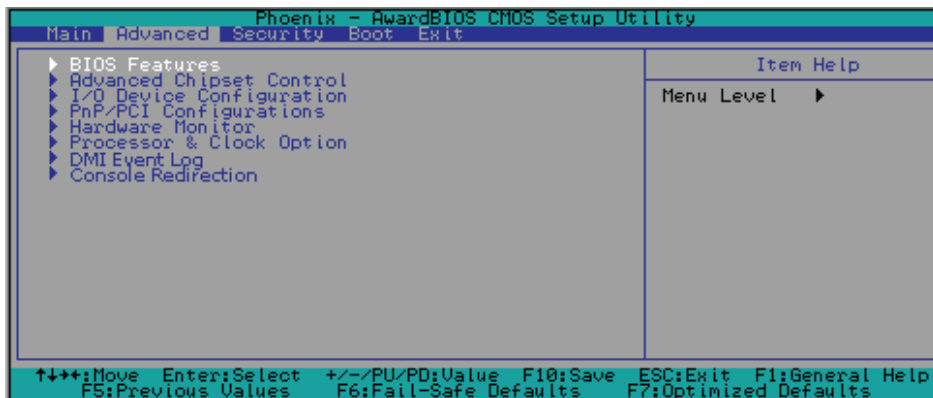 Phoenix - AwardBIOS CMOS Setup Utility
Main Advanced Security Boot Exit
BIOS Features
Advanced Chipset Control
I/O Device Configuration
PnP/PCI Configurations
Hardware Monitor
Processor & Clock Option
DMI Event Log
Console Redirection
Item Help
Menu Level ▶
↑↓→←:Move Enter:Select +/-/PU/PD:Value F10:Save ESC:Exit F1:General Help
F5:Previous Values F6:Fail-Safe Defaults F7:Optimized Defaults